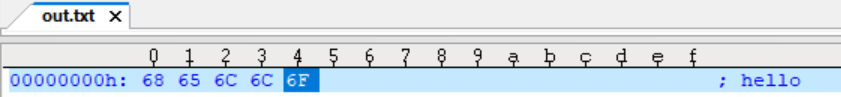 out.txt X
0 1 2 3 4 5 6 7 8 9 a b c d e f
00000000h: 68 65 6C 6C 6F ; hello